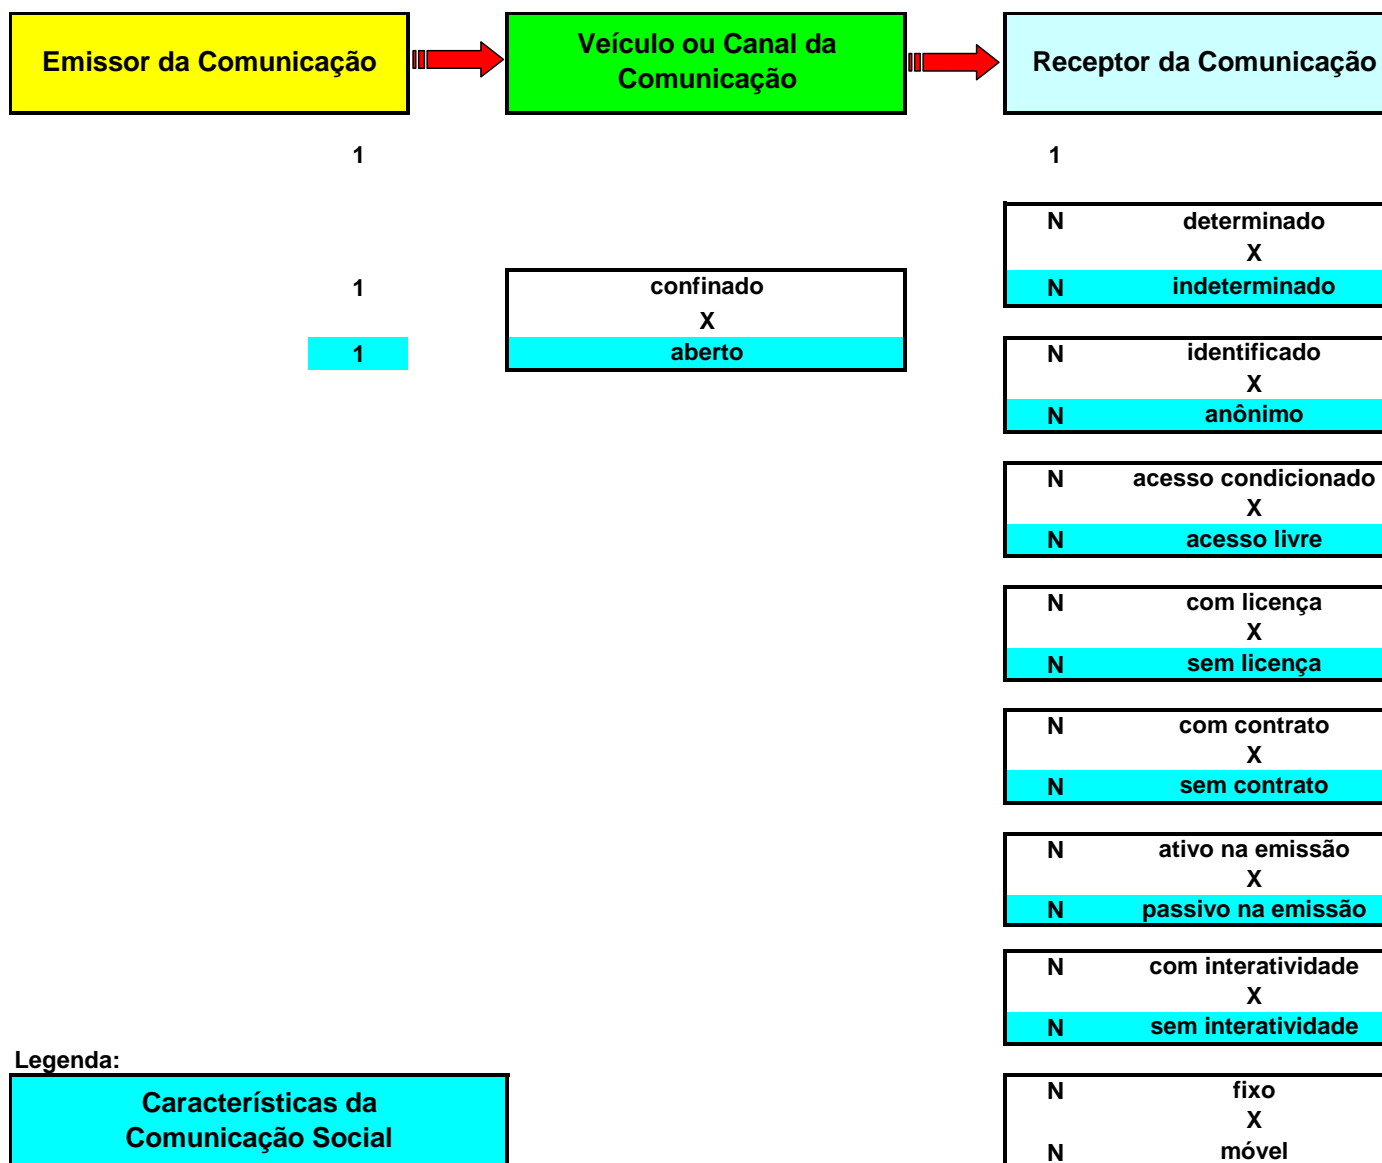 Emissor da Comunicação
Veículo ou Canal da
Comunicação
Receptor da Comunicação
1
1
N determinado
X
N indeterminado
1
confinado
X
1
aberto
N identificado
X
N anônimo
N acesso condicionado
X
N acesso livre
N com licença
X
N sem licença
N com contrato
X
N sem contrato
N ativo na emissão
X
N passivo na emissão
N com interatividade
X
N sem interatividade
Legenda:
Características da
Comunicação Social
N fixo
X
N móvel